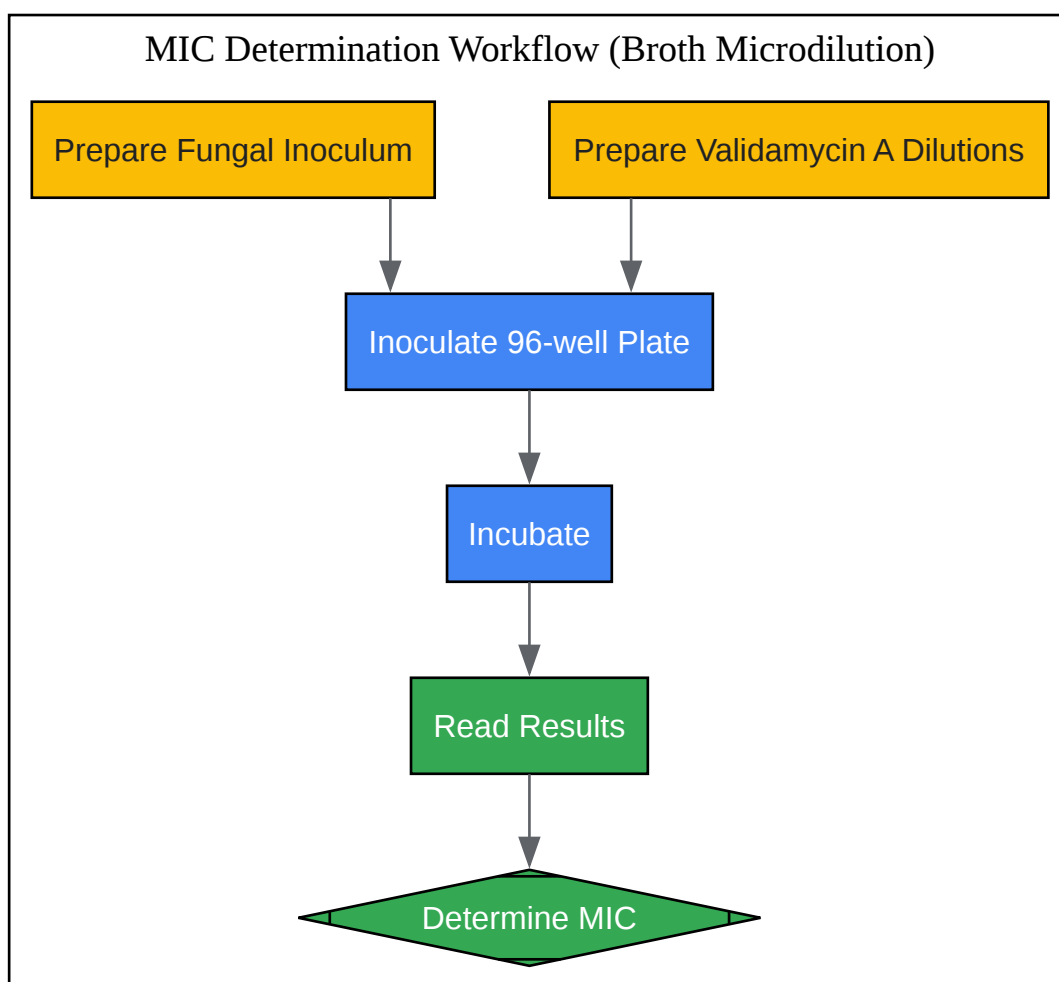 MIC Determination Workflow (Broth Microdilution)
Prepare Fungal Inoculum
Prepare Validamycin A Dilutions
Inoculate 96-well Plate
Incubate
Read Results
Determine MIC